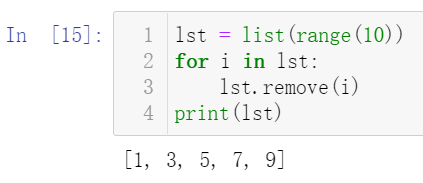 In [15]:
1 lst = list(range(10))
2 for i in lst:
3     lst.remove(i)
4 print(lst)
[1, 3, 5, 7, 9]